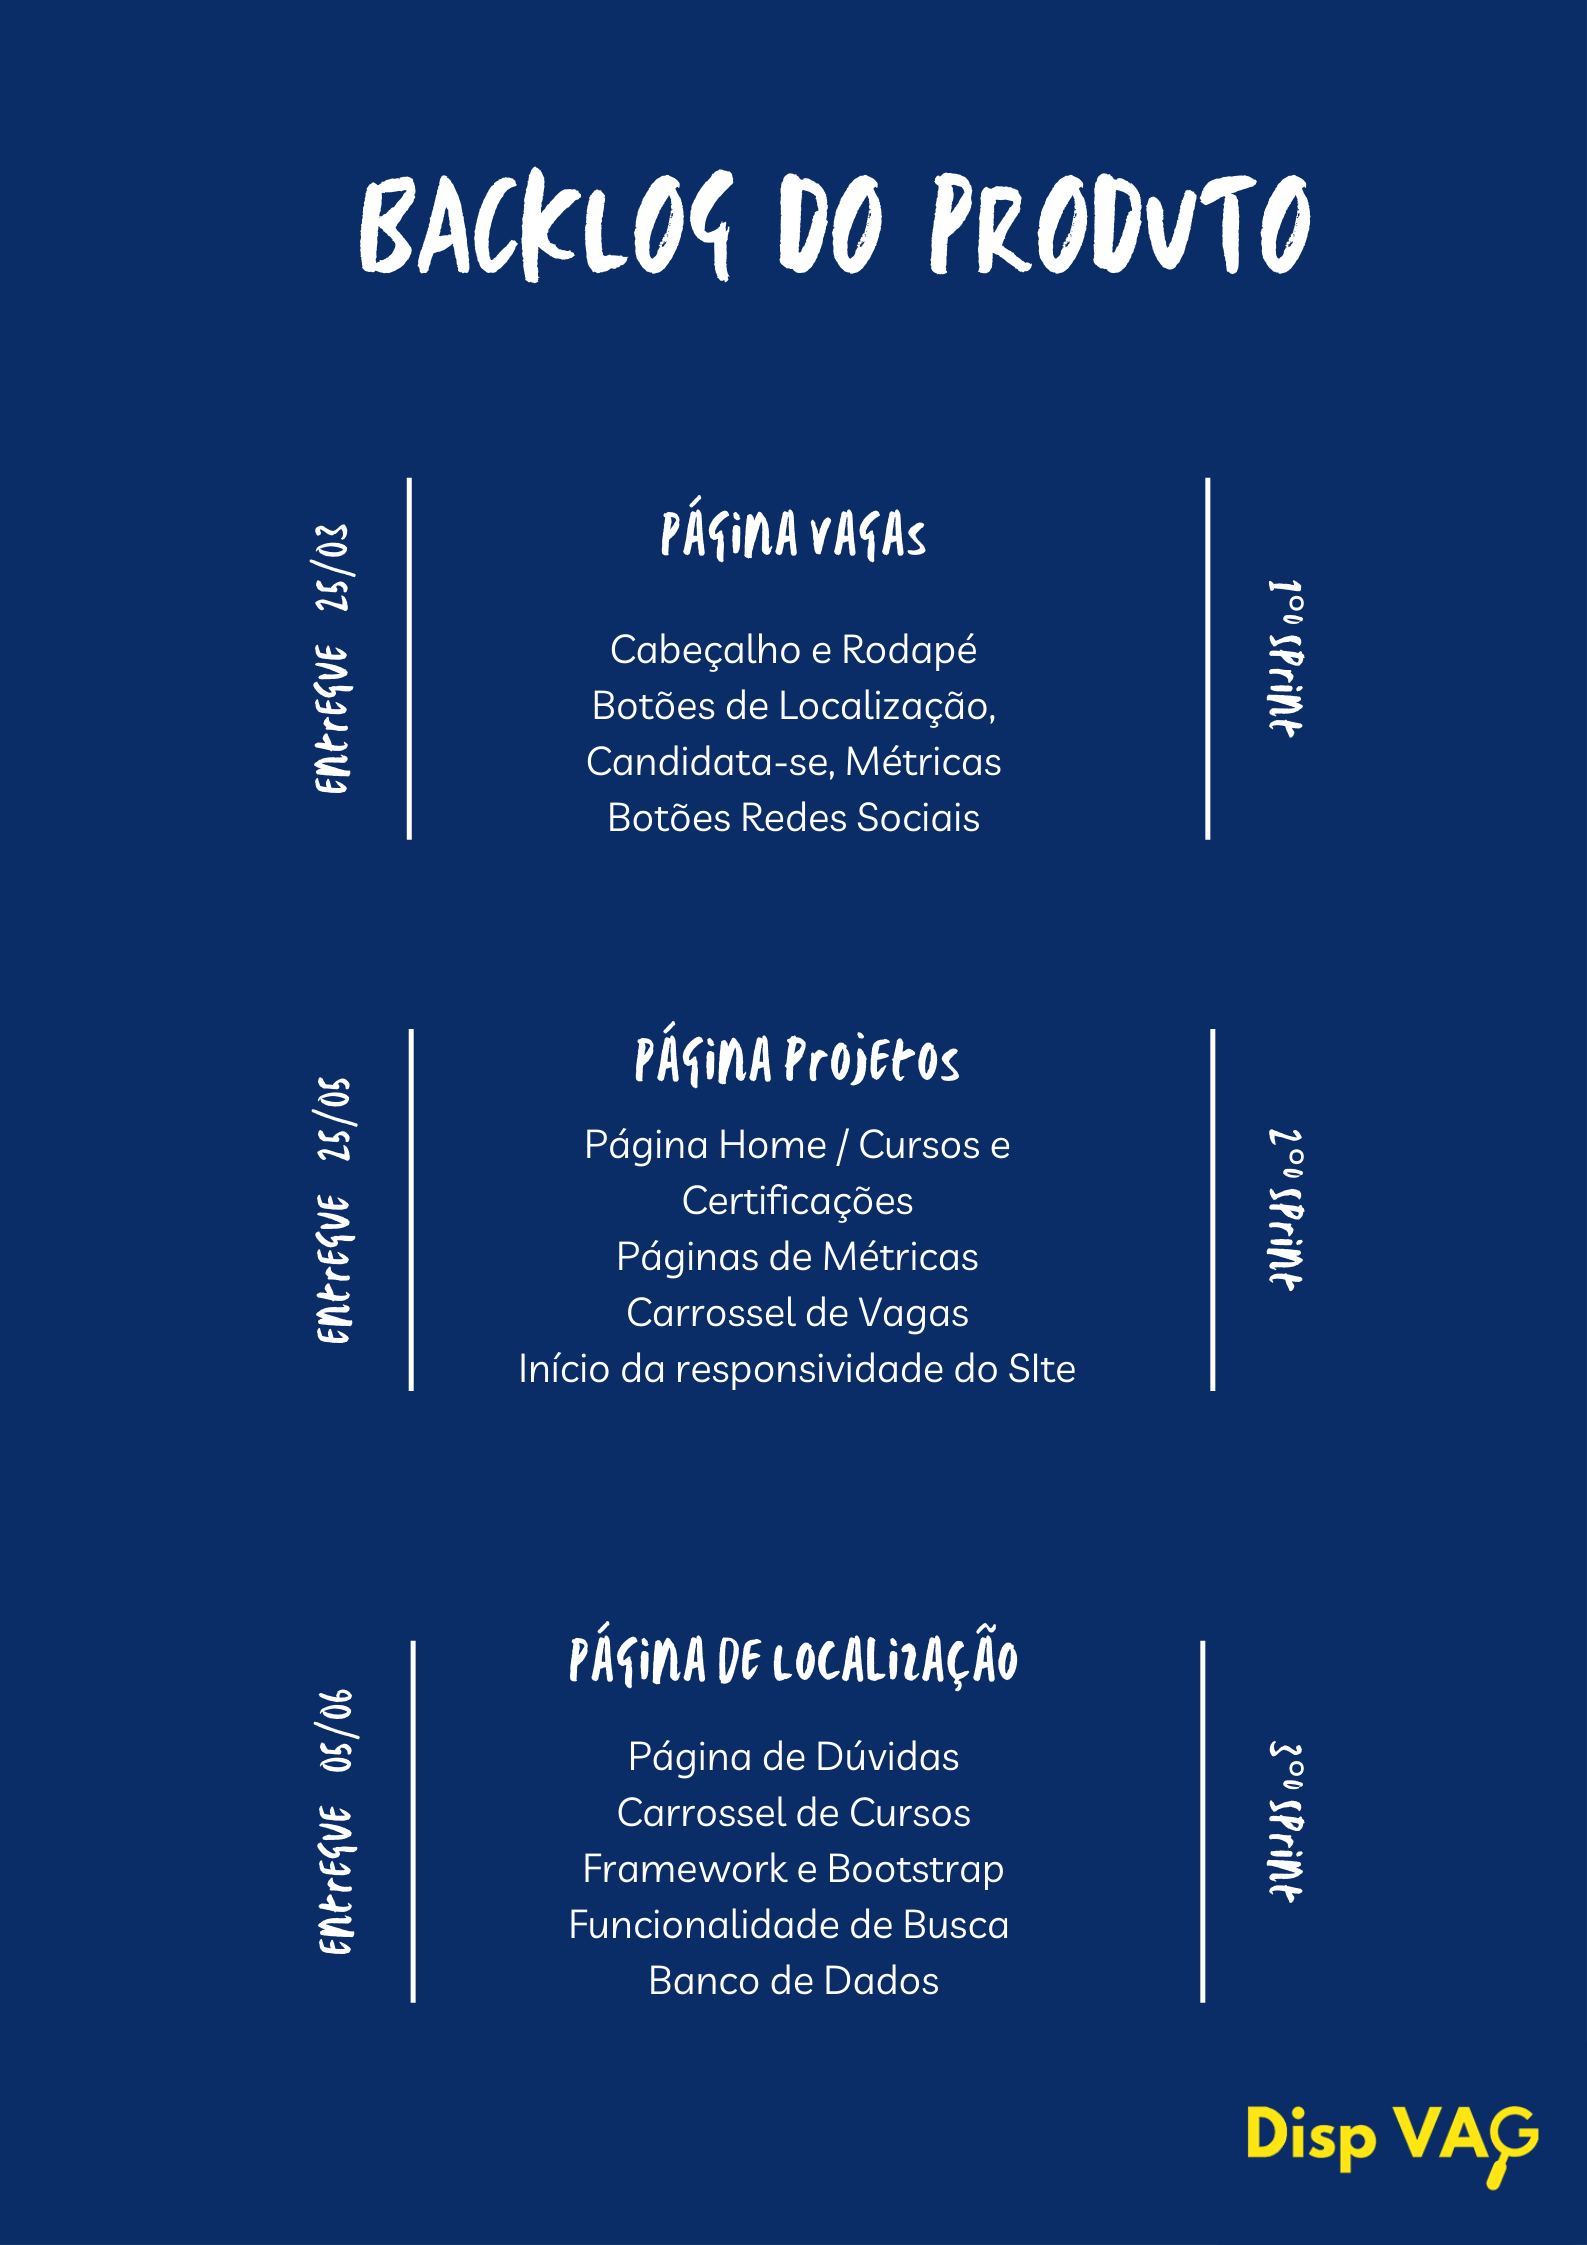 BACKLOG DO PRODUTO
ENTREGUE 25/03
PÁGINA VAGAS
Cabeçalho e Rodapé
Botões de Localização,
Candidata-se, Métricas
Botões Redes Sociais
1º° SPRINT
ENTREGUE 25/05
PÁGINA PROJETOS
Página Home / Cursos e
Certificações
Páginas de Métricas
Carrossel de Vagas
Início da responsividade do SIte
2º° SPRINT
ENTREGUE 05/06
PÁGINA DE LOCALIZAÇÃO
Página de Dúvidas
Carrossel de Cursos
Framework e Bootstrap
Funcionalidade de Busca
Banco de Dados
3º° SPRINT
Disp VAG